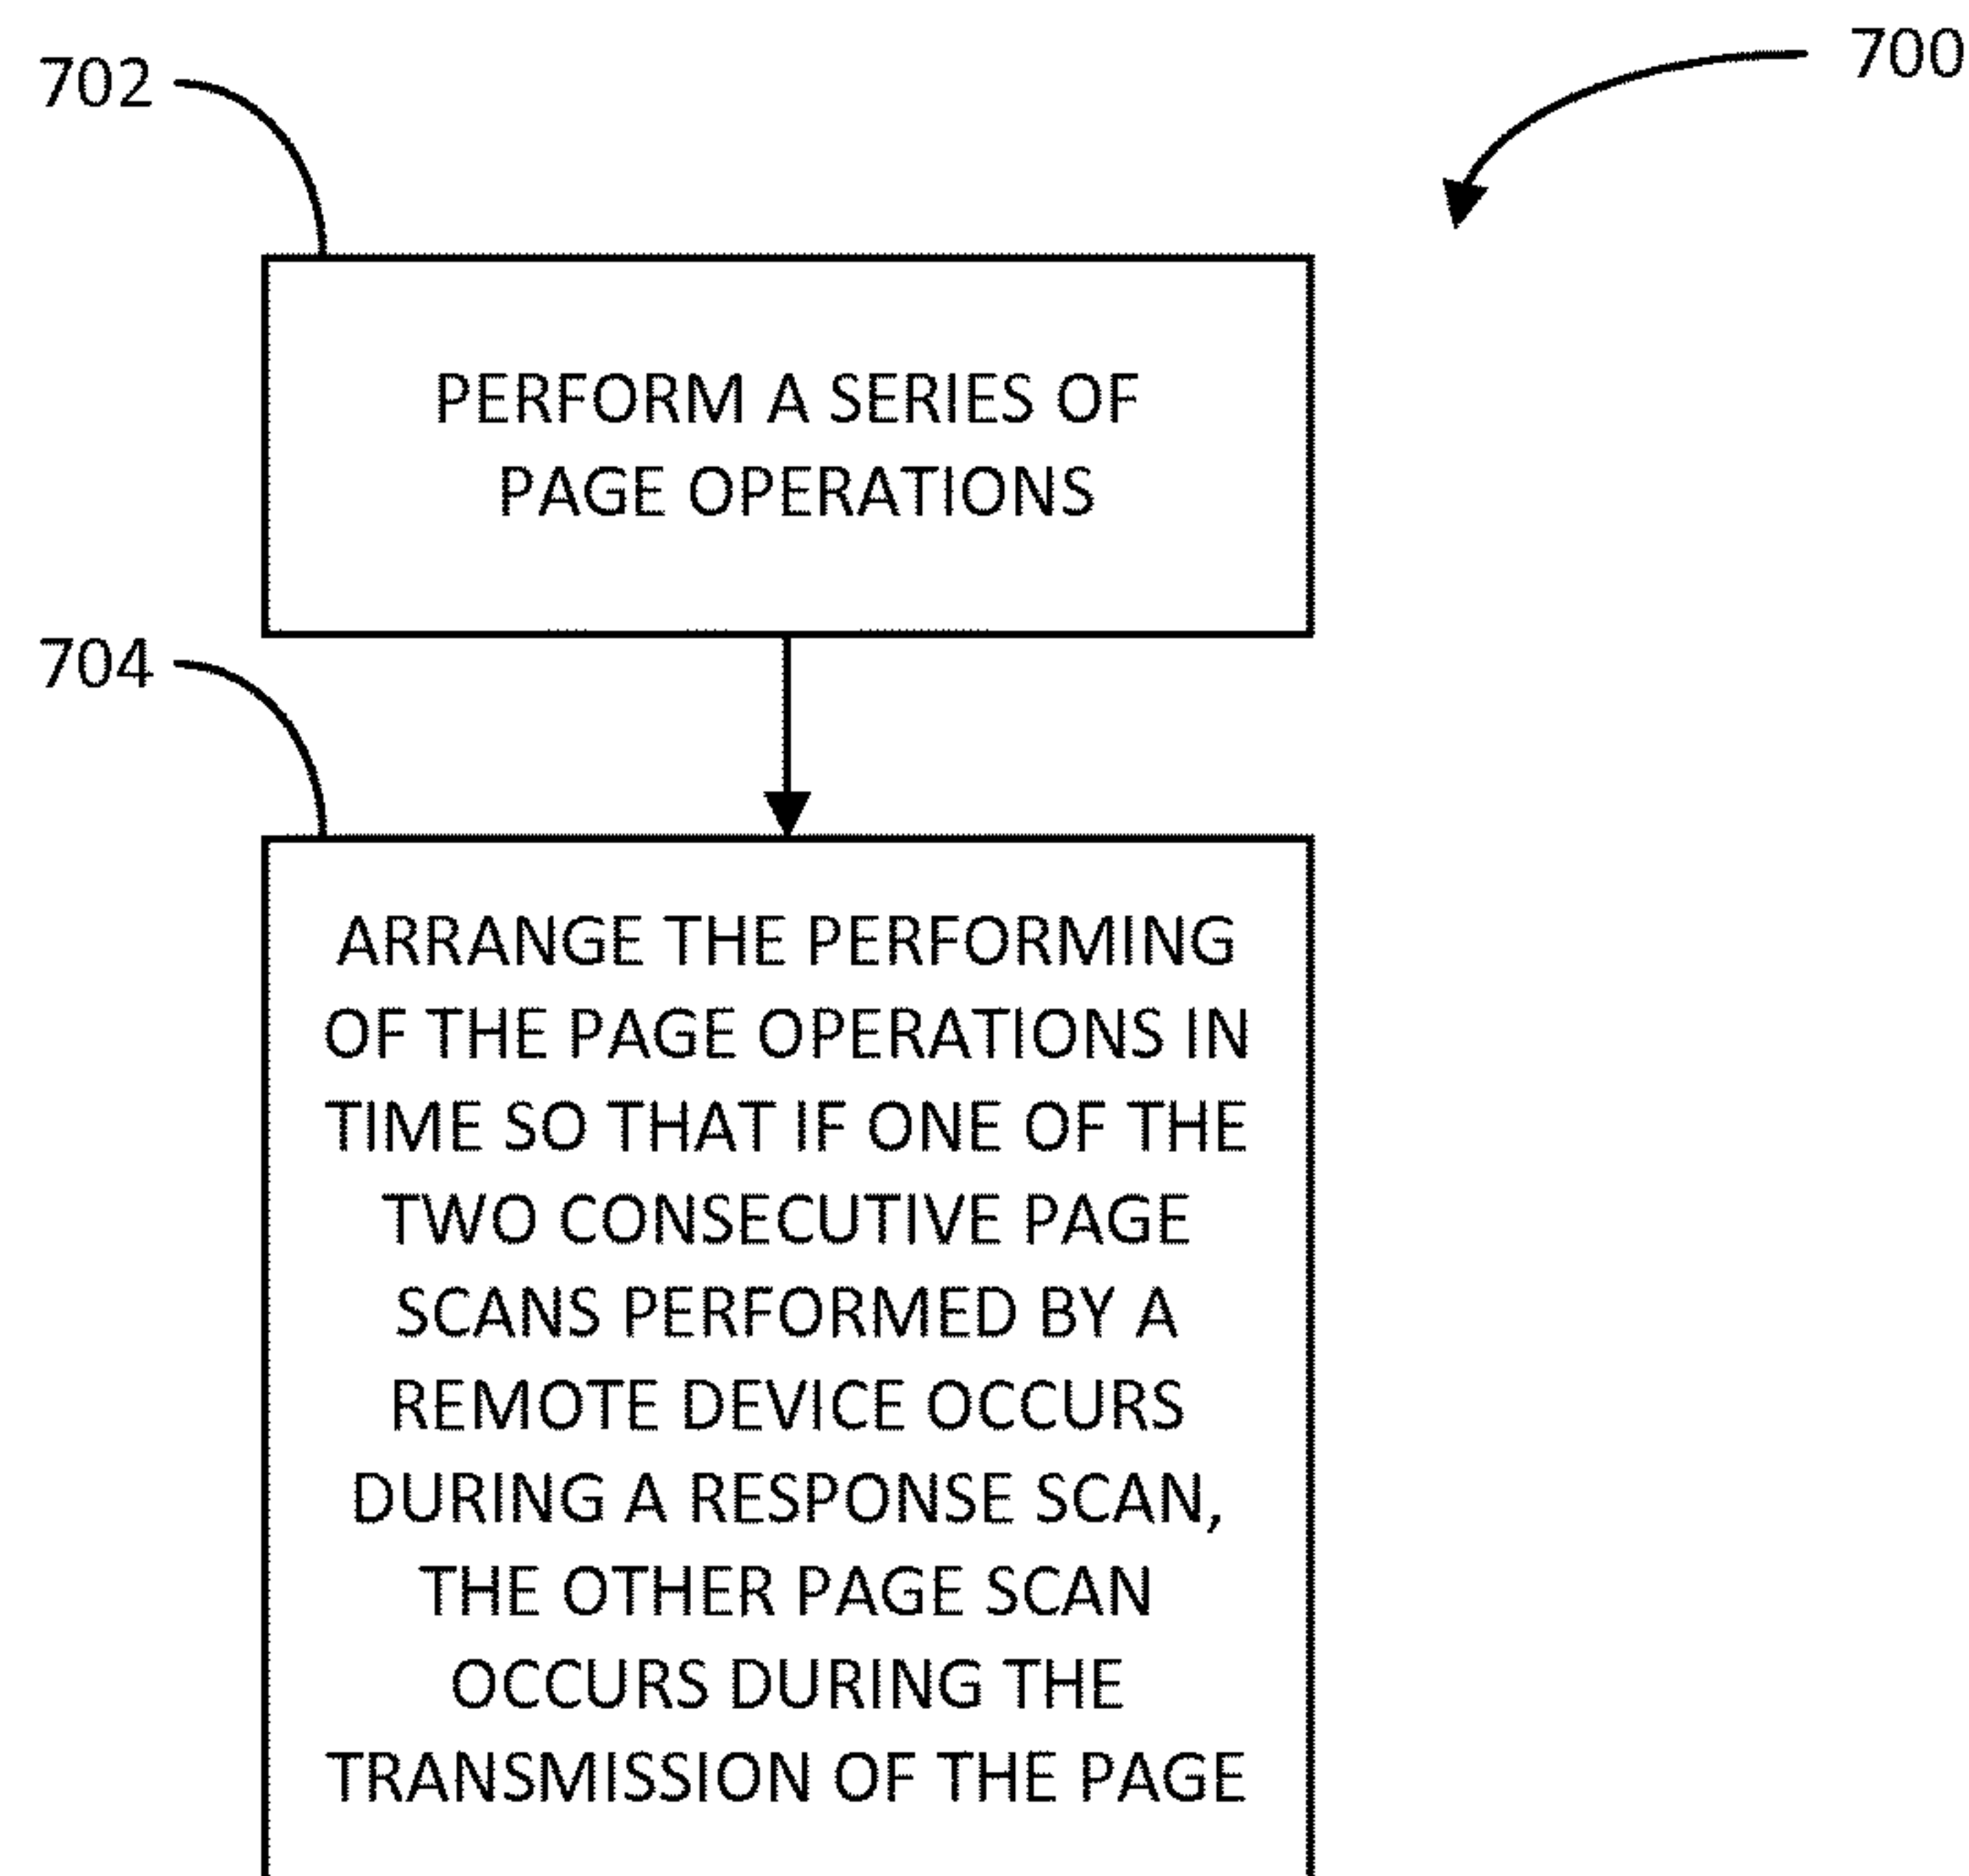 700
702
PERFORM A SERIES OF
PAGE OPERATIONS
704
ARRANGE THE PERFORMING
OF THE PAGE OPERATIONS IN
TIME SO THAT IF ONE OF THE
TWO CONSECUTIVE PAGE
SCANS PERFORMED BY A
REMOTE DEVICE OCCURS
DURING A RESPONSE SCAN,
THE OTHER PAGE SCAN
OCCURS DURING THE
TRANSMISSION OF THE PAGE